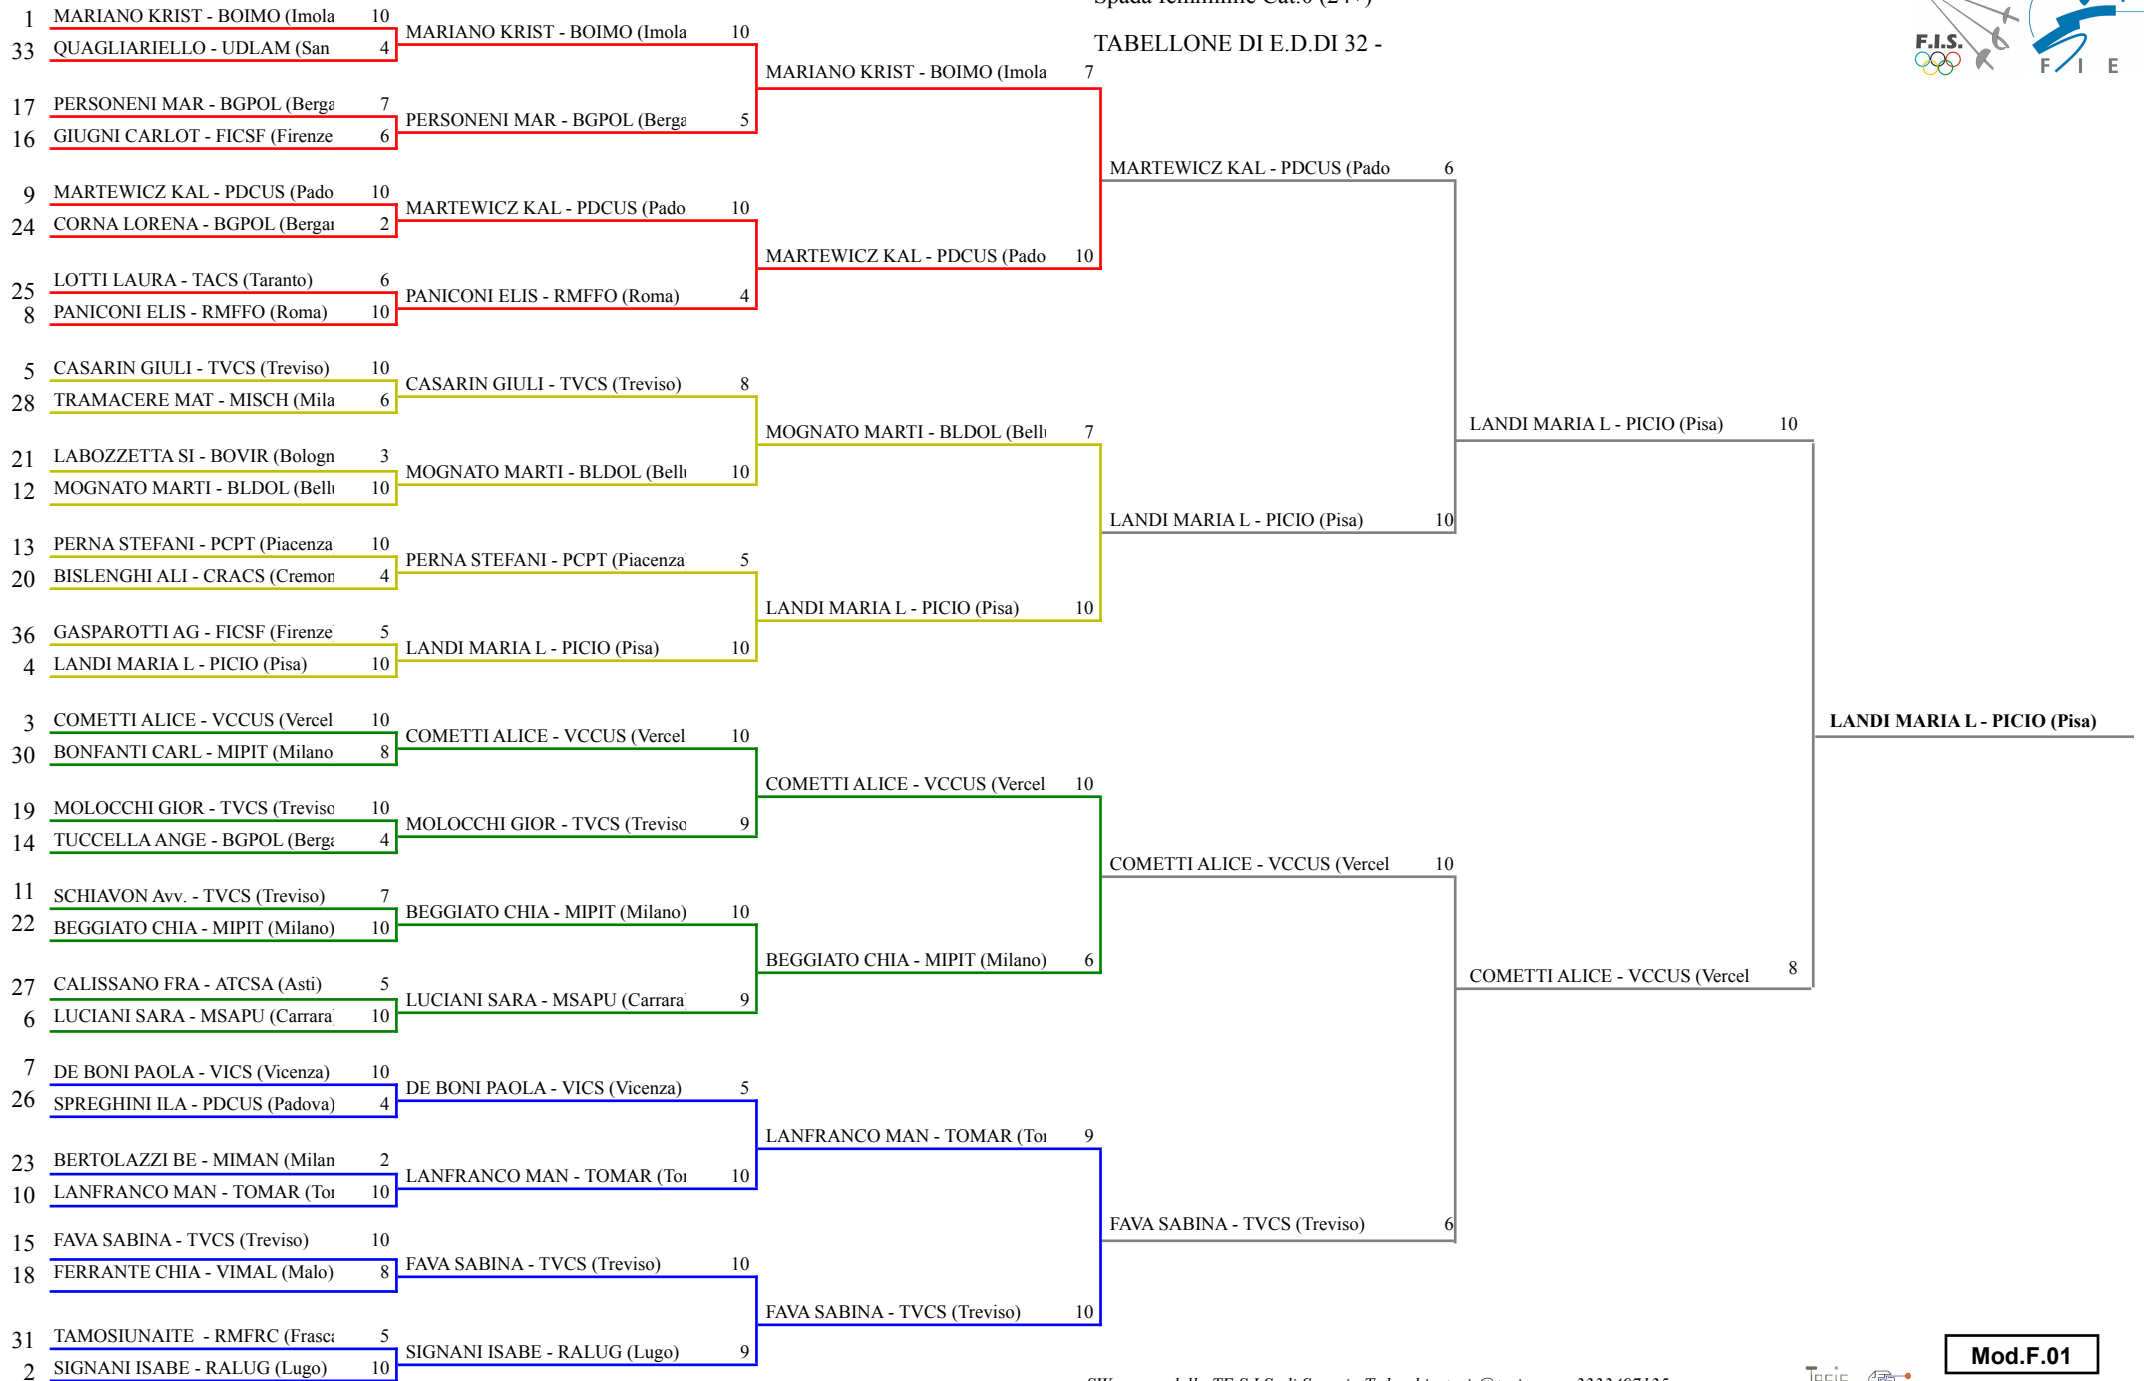 Spada femminile Cat.0 (24+)
TABELLONE DI E.D.DI 32 -
F.I.S.
F I E
1 MARIANO KRIST - BOIMO (Imola 10
33 QUAGLIARIELLO - UDLAM (San 4
17 PERSONENI MAR - BGPOL (Berga 7
16 GIUGNI CARLOT - FICSF (Firenze 6
9 MARTEWICZ KAL - PDCUS (Pado 10
24 CORNA LORENA - BGPOL (Bergar 2
25 LOTTI LAURA - TACS (Taranto) 6
8 PANICONI ELIS - RMFFO (Roma) 10
5 CASARIN GIULI - TVCS (Treviso) 10
28 TRAMACERE MAT - MISCH (Mila 6
21 LABOZZETTA SI - BOVIR (Bologn 3
12 MOGNATO MARTI - BLDOL (Bellu 10
13 PERNA STEFANI - PCPT (Piacenza 10
20 BISLENGHI ALI - CRACS (Cremon 4
36 GASPAROTTI AG - FICSF (Firenze 5
4 LANDI MARIA L - PICIO (Pisa) 10
3 COMETTI ALICE - VCCUS (Vercel 10
30 BONFANTI CARL - MIPIT (Milano 8
19 MOLOCCHI GIOR - TVCS (Treviso 10
14 TUCCELLA ANGE - BGPOL (Berga 4
11 SCHIAVON Avv. - TVCS (Treviso) 7
22 BEGGIATO CHIA - MIPIT (Milano) 10
27 CALISSANO FRA - ATCSA (Asti) 5
6 LUCIANI SARA - MSAPU (Carrara 10
7 DE BONI PAOLA - VICS (Vicenza) 10
26 SPREGHINI ILA - PDCUS (Padova) 4
23 BERTOLAZZI BE - MIMAN (Milan 2
10 LANFRANCO MAN - TOMAR (Tor 10
15 FAVA SABINA - TVCS (Treviso) 10
18 FERRANTE CHIA - VIMAL (Malo) 8
31 TAMOSIUNAITE - RMFRC (Frasca 5
2 SIGNANI ISABE - RALUG (Lugo) 10
MARIANO KRIST - BOIMO (Imola 10
PERSONENI MAR - BGPOL (Berga 5
MARTEWICZ KAL - PDCUS (Pado 10
PANICONI ELIS - RMFFO (Roma) 4
CASARIN GIULI - TVCS (Treviso) 8
MOGNATO MARTI - BLDOL (Bellu 10
PERNA STEFANI - PCPT (Piacenza 5
LANDI MARIA L - PICIO (Pisa) 10
COMETTI ALICE - VCCUS (Vercel 10
MOLOCCHI GIOR - TVCS (Treviso 9
BEGGIATO CHIA - MIPIT (Milano) 10
LUCIANI SARA - MSAPU (Carrara 9
DE BONI PAOLA - VICS (Vicenza) 5
LANFRANCO MAN - TOMAR (Tor 10
FAVA SABINA - TVCS (Treviso) 10
SIGNANI ISABE - RALUG (Lugo) 9
MARIANO KRIST - BOIMO (Imola 7
MARTEWICZ KAL - PDCUS (Pado 10
MOGNATO MARTI - BLDOL (Bellu 7
LANDI MARIA L - PICIO (Pisa) 10
COMETTI ALICE - VCCUS (Vercel 10
BEGGIATO CHIA - MIPIT (Milano) 6
LANFRANCO MAN - TOMAR (Tor 9
FAVA SABINA - TVCS (Treviso) 10
MARTEWICZ KAL - PDCUS (Pado 6
LANDI MARIA L - PICIO (Pisa) 10
COMETTI ALICE - VCCUS (Vercel 10
FAVA SABINA - TVCS (Treviso) 6
LANDI MARIA L - PICIO (Pisa) 10
COMETTI ALICE - VCCUS (Vercel 8
LANDI MARIA L - PICIO (Pisa)
Mod.F.01